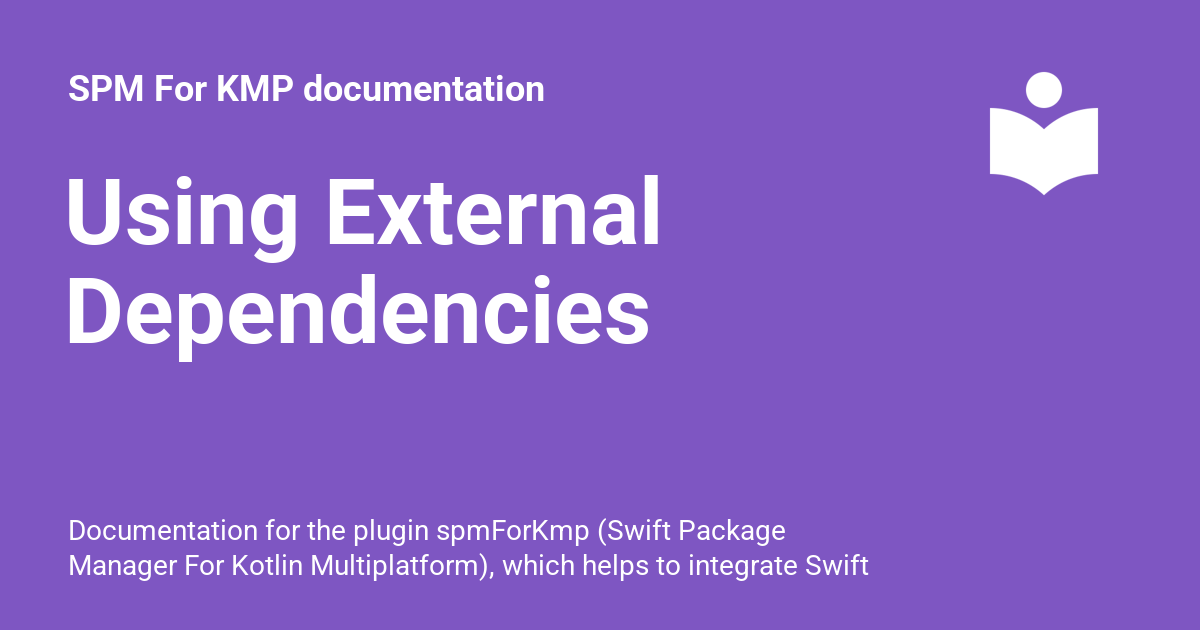 SPM For KMP documentation
Using External
Dependencies
Documentation for the plugin spmForKmp (Swift Package
Manager For Kotlin Multiplatform), which helps to integrate Swift